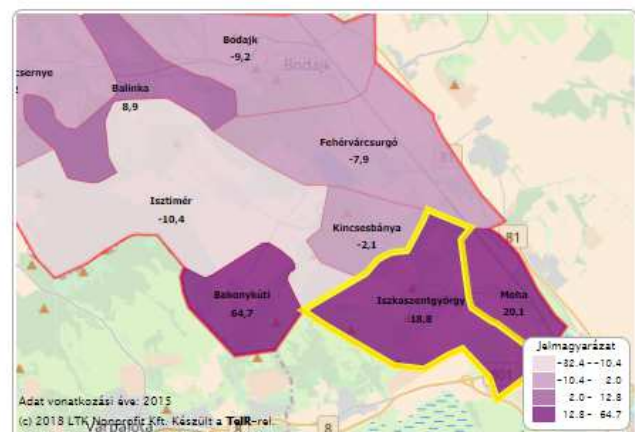 Bodajk
-9,2
Bodajk
csernye
Balinka
8,9
Fehérvárcsurgó
-7,9
Isztimér
-10,4
Kincsesbánya
-2,1
81
Bakonykúti
64,7
Iszkaszentgyörgy
18,8
Moha
20,1
Jelmagyarázat
-32.4 - -10.4
-10.4 - 2.0
2.0 - 12.8
12.8 - 64.7
Adat vonatkozási éve: 2015
(c) 2018 LTK Nonprofit Kft. Készült a TeIR-rel.
Várpalota
8
8